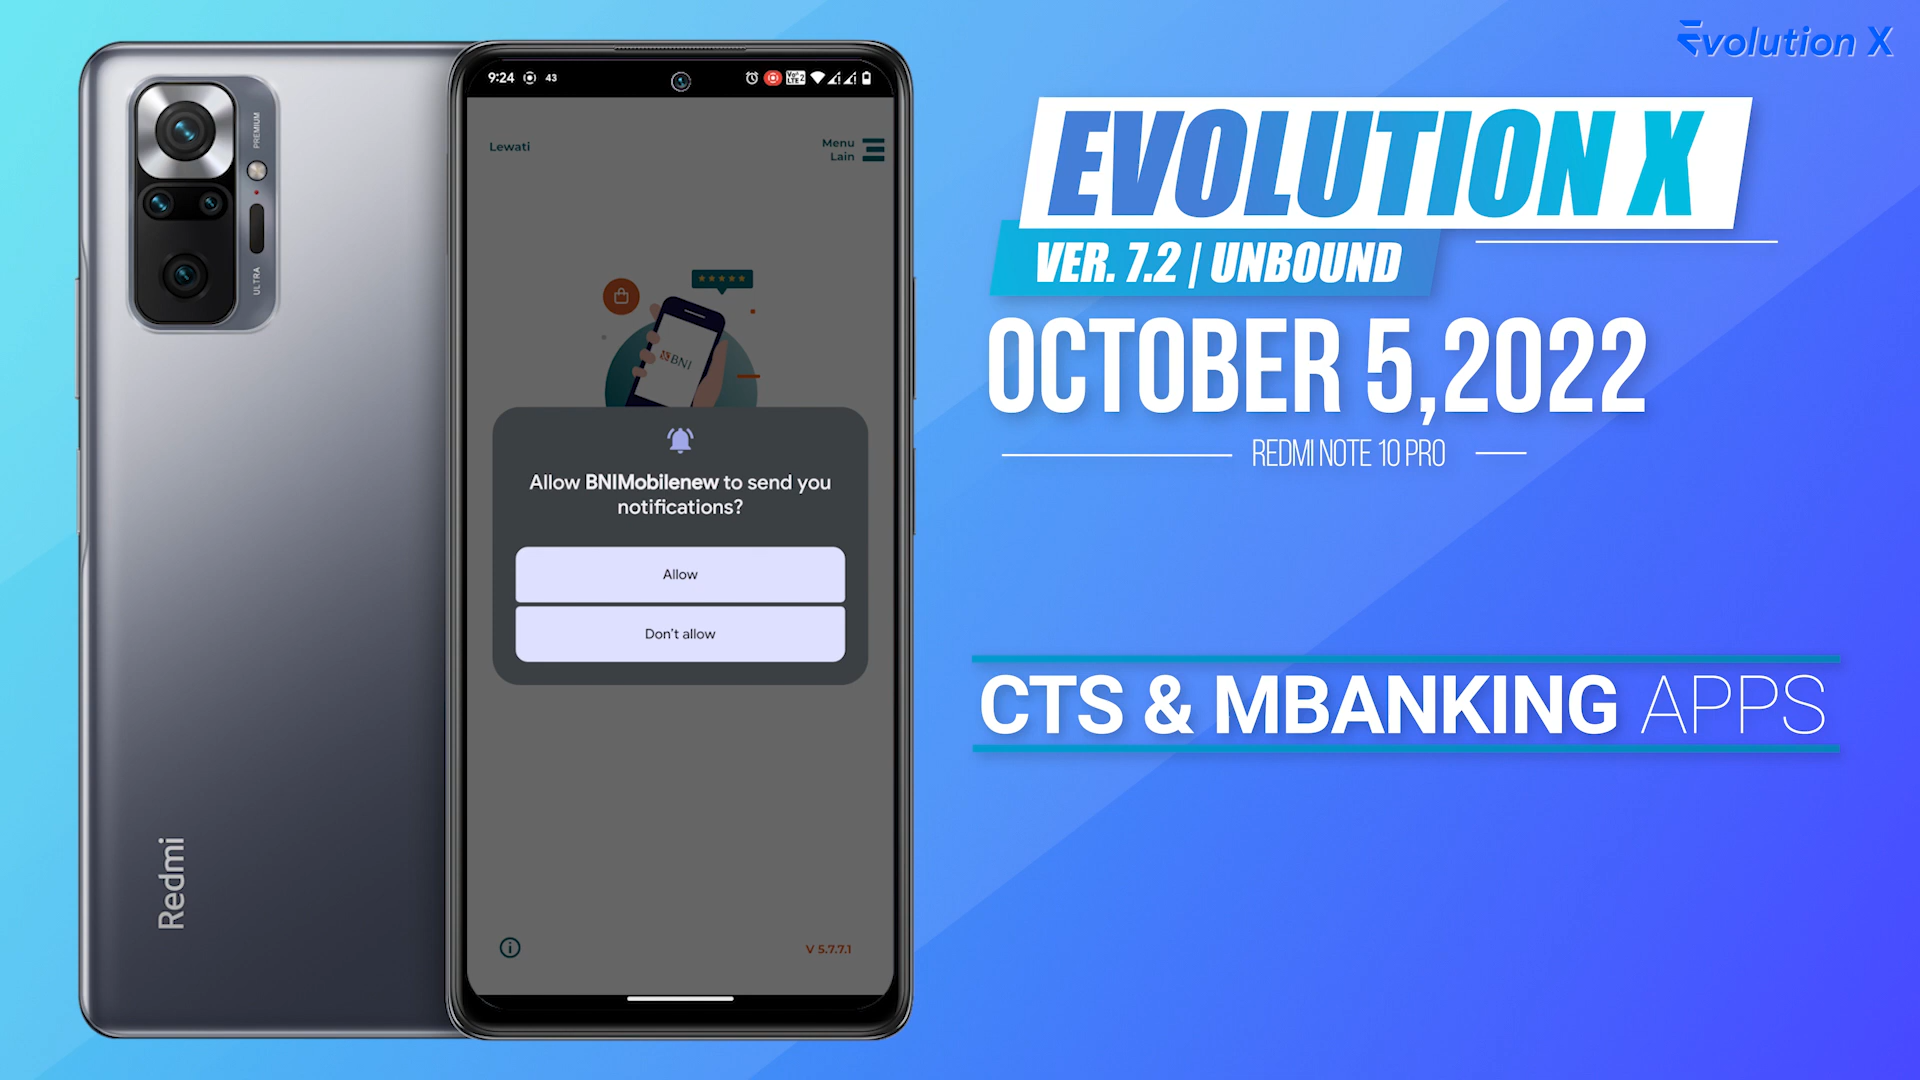 Evolution X
EVOLUTION X
VER. 7.2 | UNBOUND
OCTOBER 5,2022
REDMI NOTE 10 PRO
CTS & MBANKING APPS
PREMIUM
ULTRA
Redmi
9:24 43
Lewati
Menu
Lain
BNI
Allow BNIMobilenew to send you
notifications?
Allow
Don't allow
V 5.7.7.1